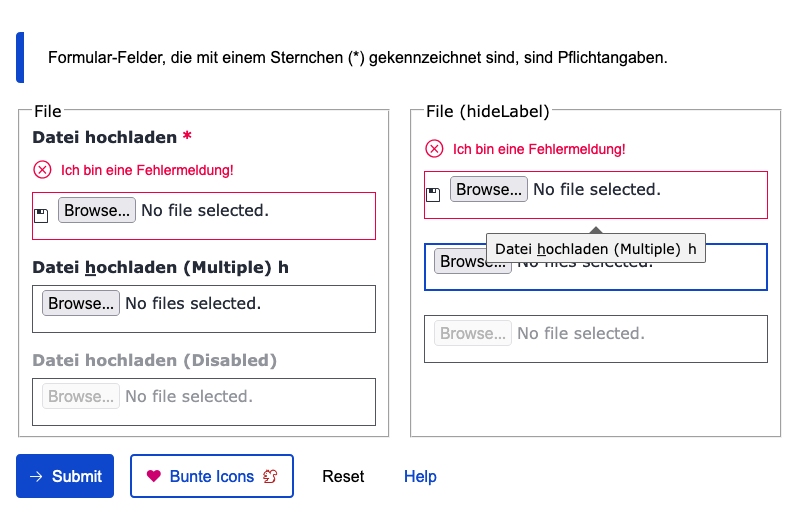 Formular-Felder, die mit einem Sternchen (*) gekennzeichnet sind, sind Pflichtangaben.
File
Datei hochladen *
Ich bin eine Fehlermeldung!
Browse... No file selected.
Datei hochladen (Multiple) h
Browse... No files selected.
Datei hochladen (Disabled)
Browse... No file selected.
File (hideLabel)
Ich bin eine Fehlermeldung!
Browse... No file selected.
Datei hochladen (Multiple) h
Browse... No files selected.
Browse... No file selected.
Submit
Bunte Icons
Reset
Help